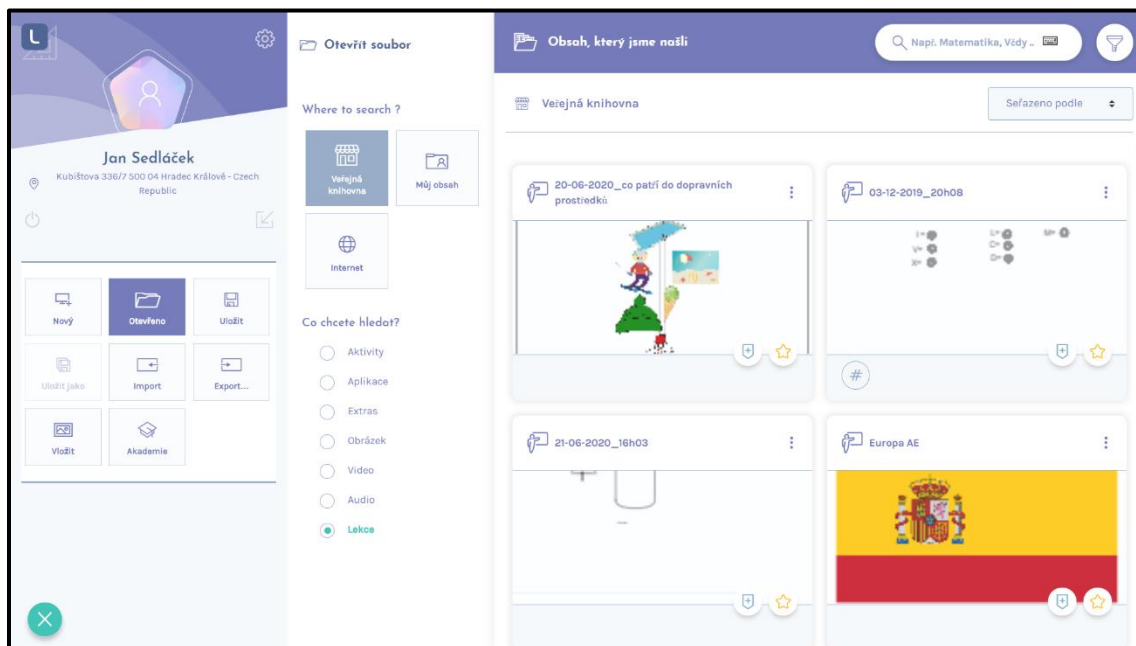 L
Jan Sedláček
Kubištova 336/7 500 04 Hradec Králové - Czech
Republic
Nový
Otevřeno
Uložit
Uložit jako
Import
Export...
Vložit
Akademie
Otevřít soubor
Where to search ?
Veřejná
knihovna
Můj obsah
Internet
Co chcete hledat?
Aktivity
Aplikace
Extras
Obrázek
Video
Audio
Lekce
Obsah, který jsme našli
Např. Matematika, Vědy ..
Veřejná knihovna
Seřazeno podle
20-06-2020_co patří do dopravních
prostředků
03-12-2019_20h08
I=
V=
X=
L=
C=
D=
M=
#
21-06-2020_16h03
Europa AE